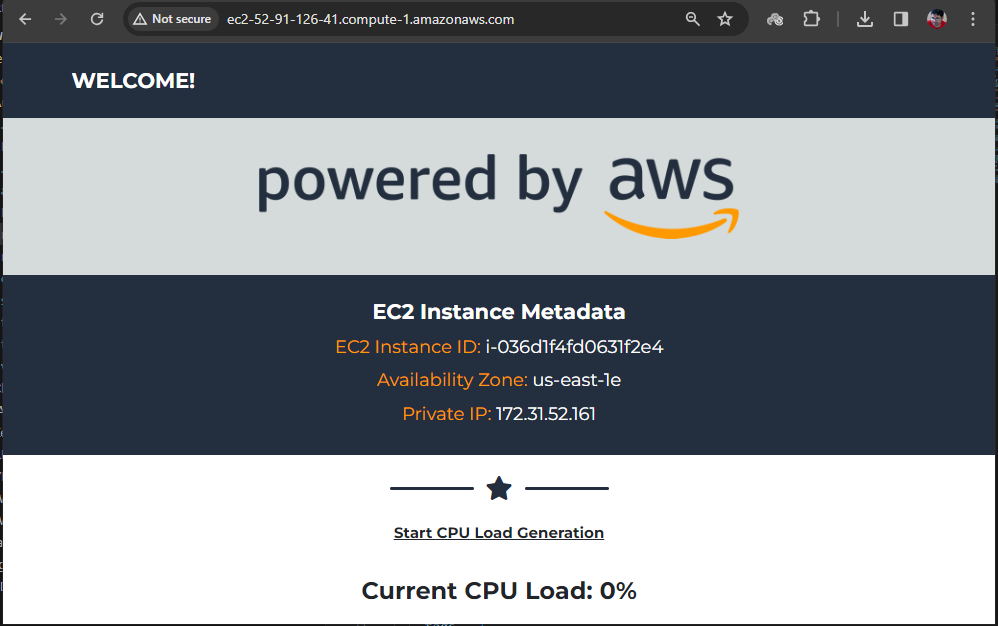 Not secure ec2-52-91-126-41.compute-1.amazonaws.com
WELCOME!
powered by aws
EC2 Instance Metadata
EC2 Instance ID: i-036d1f4fd0631f2e4
Availability Zone: us-east-1e
Private IP: 172.31.52.161
Start CPU Load Generation
Current CPU Load: 0%